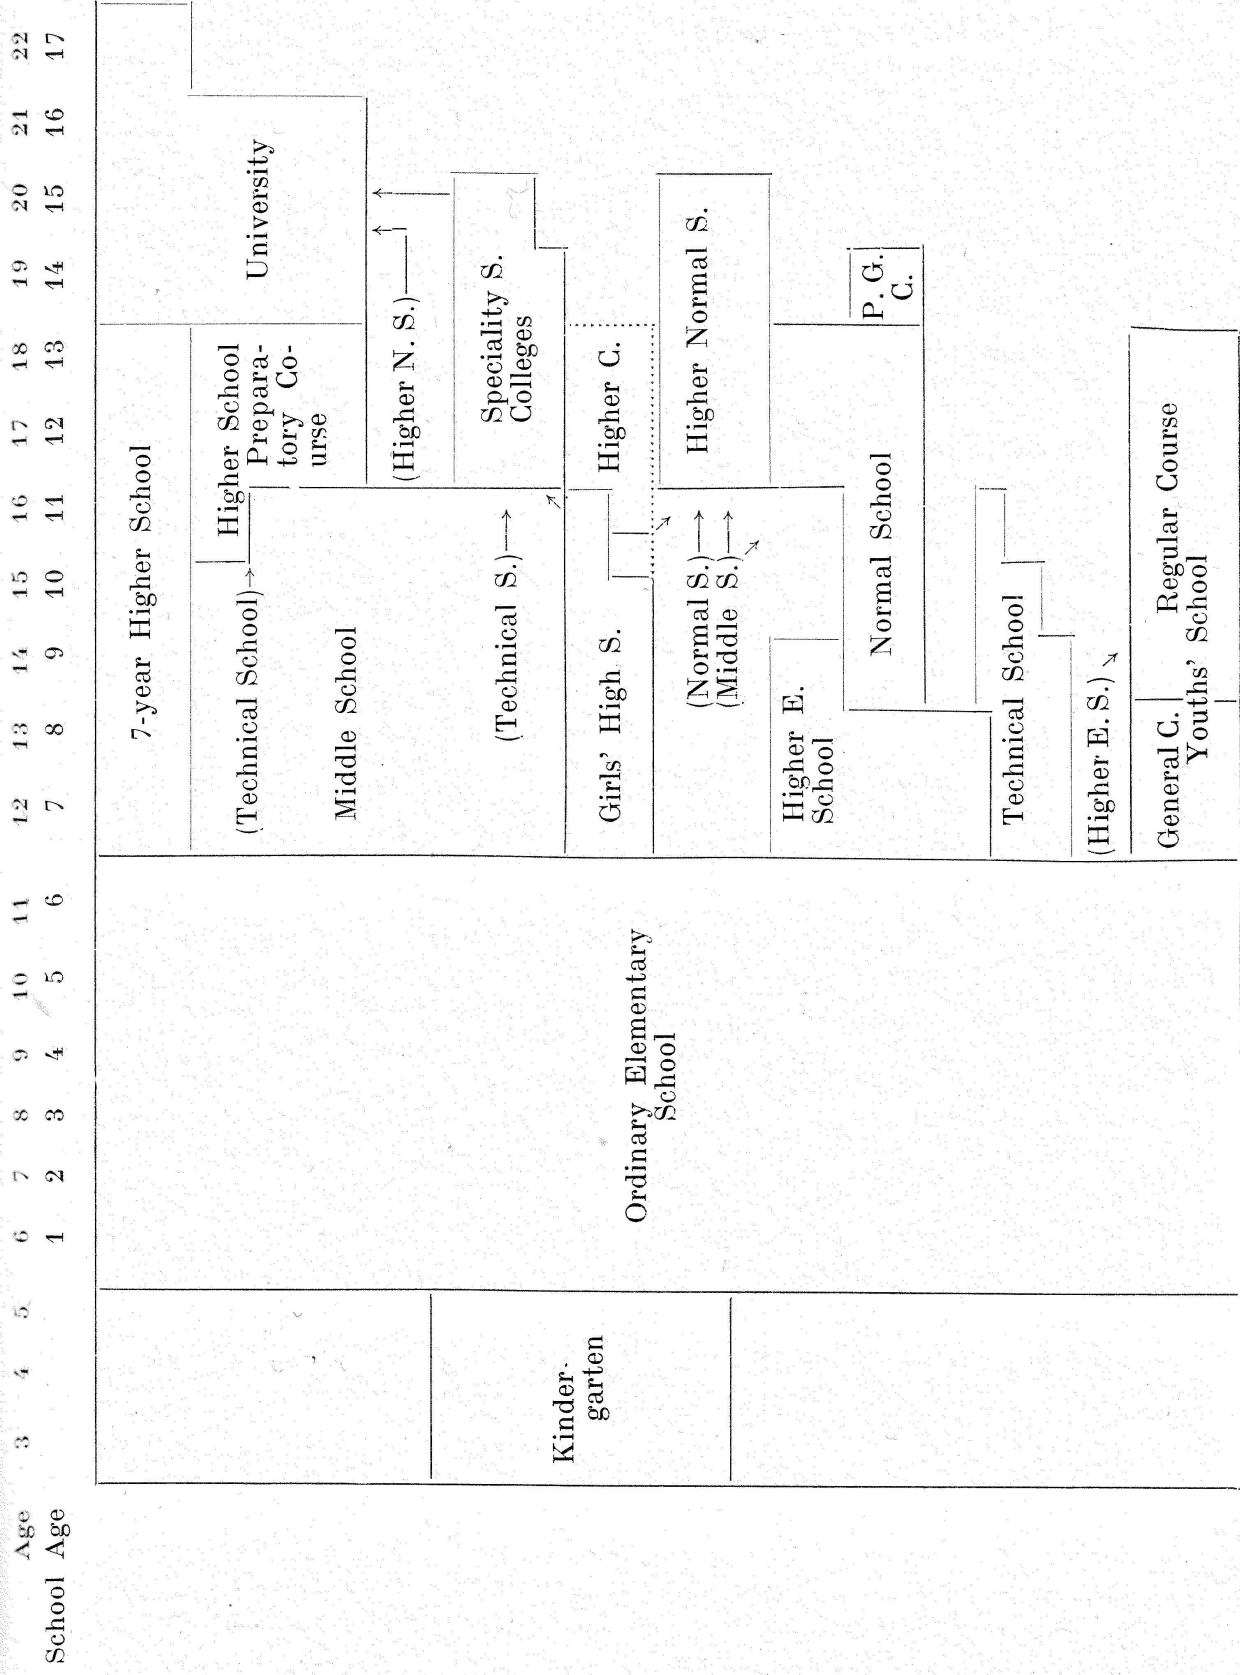 Age 3 4 5 6 7 8 9 10 11 12 13 14 15 16 17 18 19 20 21 22
School Age 1 2 3 4 5 6 7 8 9 10 11 12 13 14 15 16 17
7-year Higher School
Higher School
Prepara-
tory Co-
urse
University
(Technical School)→
Middle School
(Higher N. S.)
(Technical S.)→
Speciality S.
Colleges
Girls' High S.
Higher C.
Kinder-
garten
Ordinary Elementary
School
(Normal S.)→
(Middle S.)→
Higher Normal S.
Higher E.
School
Normal School
P. G.
C.
Technical School
(Higher E. S.)
General C.
Regular Course
Youths' School